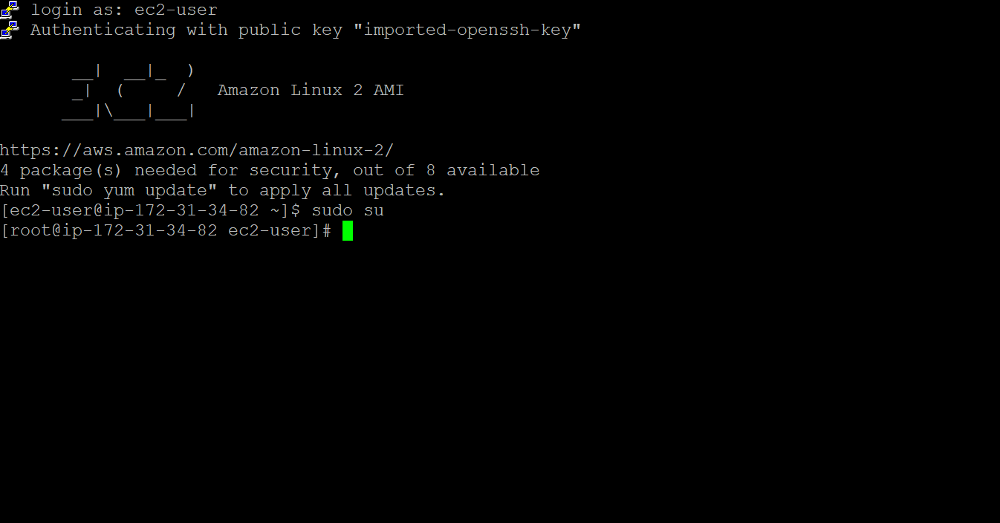 login as: ec2-user
Authenticating with public key "imported-openssh-key"
       __|  __|_  )
       _|  (     /   Amazon Linux 2 AMI
      ___|\___|___|
https://aws.amazon.com/amazon-linux-2/
4 package(s) needed for security, out of 8 available
Run "sudo yum update" to apply all updates.
[ec2-user@ip-172-31-34-82 ~]$ sudo su
[root@ip-172-31-34-82 ec2-user]#